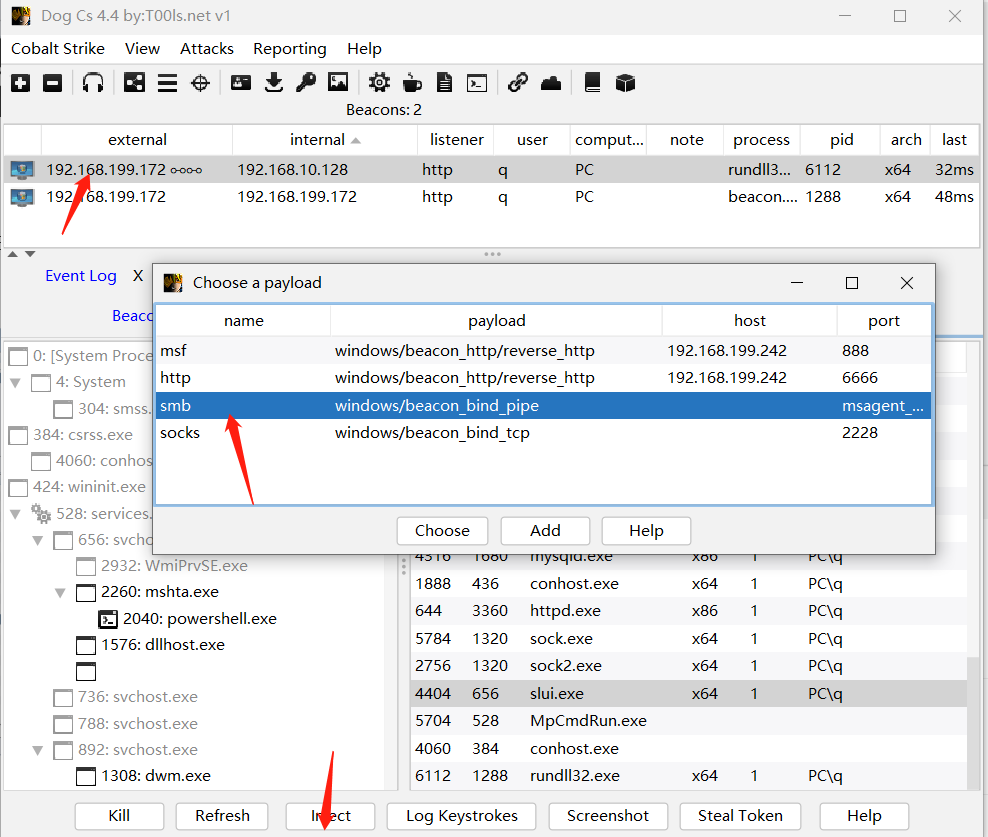 Dog Cs 4.4 by:T00ls.net v1
Cobalt Strike View Attacks Reporting Help
Beacons: 2
external internal listener user comput... note process pid arch last
192.168.199.172 192.168.10.128 http q PC rundll3... 6112 x64 32ms
192.168.199.172 192.168.199.172 http q PC beacon.... 1288 x64 48ms
Event Log X
Beaco
Choose a payload
name payload host port
msf windows/beacon_http/reverse_http 192.168.199.242 888
http windows/beacon_http/reverse_http 192.168.199.242 6666
smb windows/beacon_bind_pipe msagent_...
socks windows/beacon_bind_tcp 2228
Choose Add Help
0: [System Proce
4: System
304: smss.
384: csrss.exe
4060: conhos
424: wininit.exe
528: services.
656: svcho
2932: WmiPrvSE.exe
2260: mshta.exe
2040: powershell.exe
1576: dllhost.exe
736: svchost.exe
788: svchost.exe
892: svchost.exe
1308: dwm.exe
4316 1680 mysqld.exe x86 1 PC\q
1888 436 conhost.exe x64 1 PC\q
644 3360 httpd.exe x86 1 PC\q
5784 1320 sock.exe x64 1 PC\q
2756 1320 sock2.exe x64 1 PC\q
4404 656 slui.exe x64 1 PC\q
5704 528 MpCmdRun.exe
4060 384 conhost.exe
6112 1288 rundll32.exe x64 1 PC\q
Kill Refresh Inject Log Keystrokes Screenshot Steal Token Help